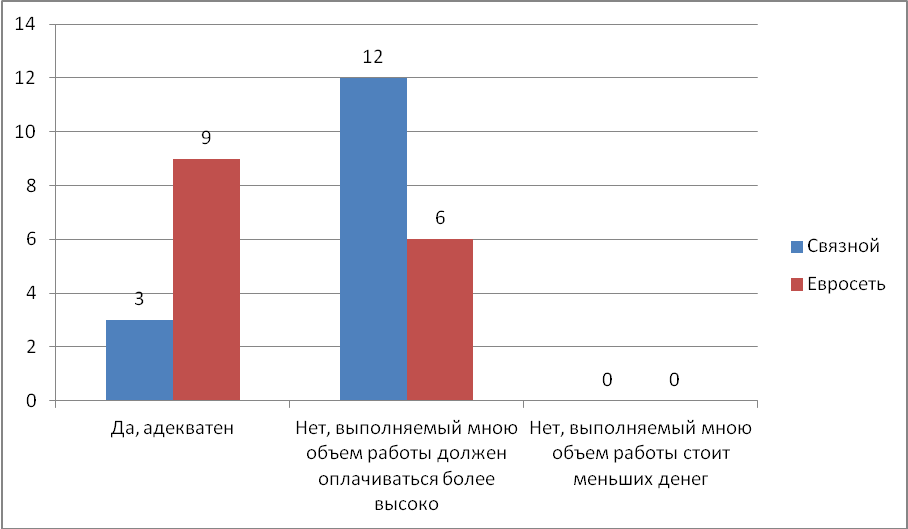 14
12
10
8
6
4
2
0
3
9
12
6
0
0
Да, адекватен
Нет, выполняемый мною
объем работы должен
оплачиваться более
высоко
Нет, выполняемый мною
объем работы стоит
меньших денег
Связной
Евросеть